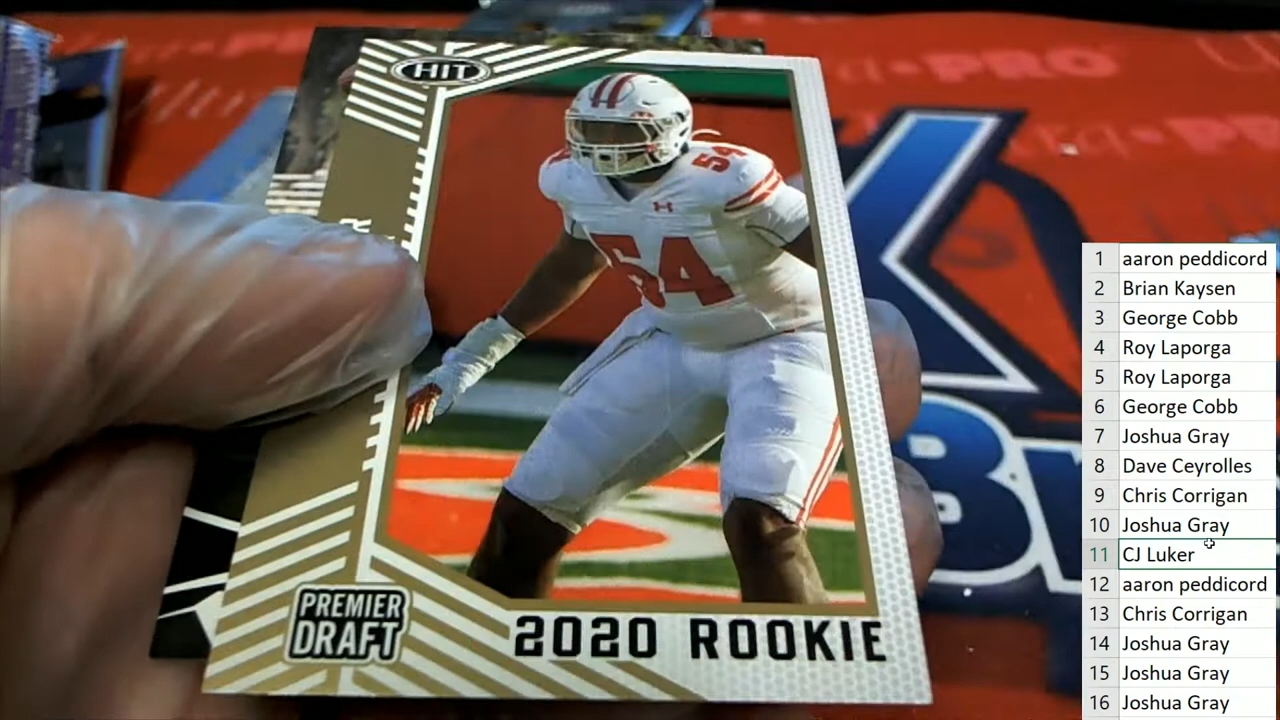 HIT
54
54
PREMIER
DRAFT
2020 ROOKIE
PRO
1 aaron peddicord
2 Brian Kaysen
3 George Cobb
4 Roy Laporga
5 Roy Laporga
6 George Cobb
7 Joshua Gray
8 Dave Ceyrolles
9 Chris Corrigan
10 Joshua Gray
11 CJ Luker
12 aaron peddicord
13 Chris Corrigan
14 Joshua Gray
15 Joshua Gray
16 Joshua Gray